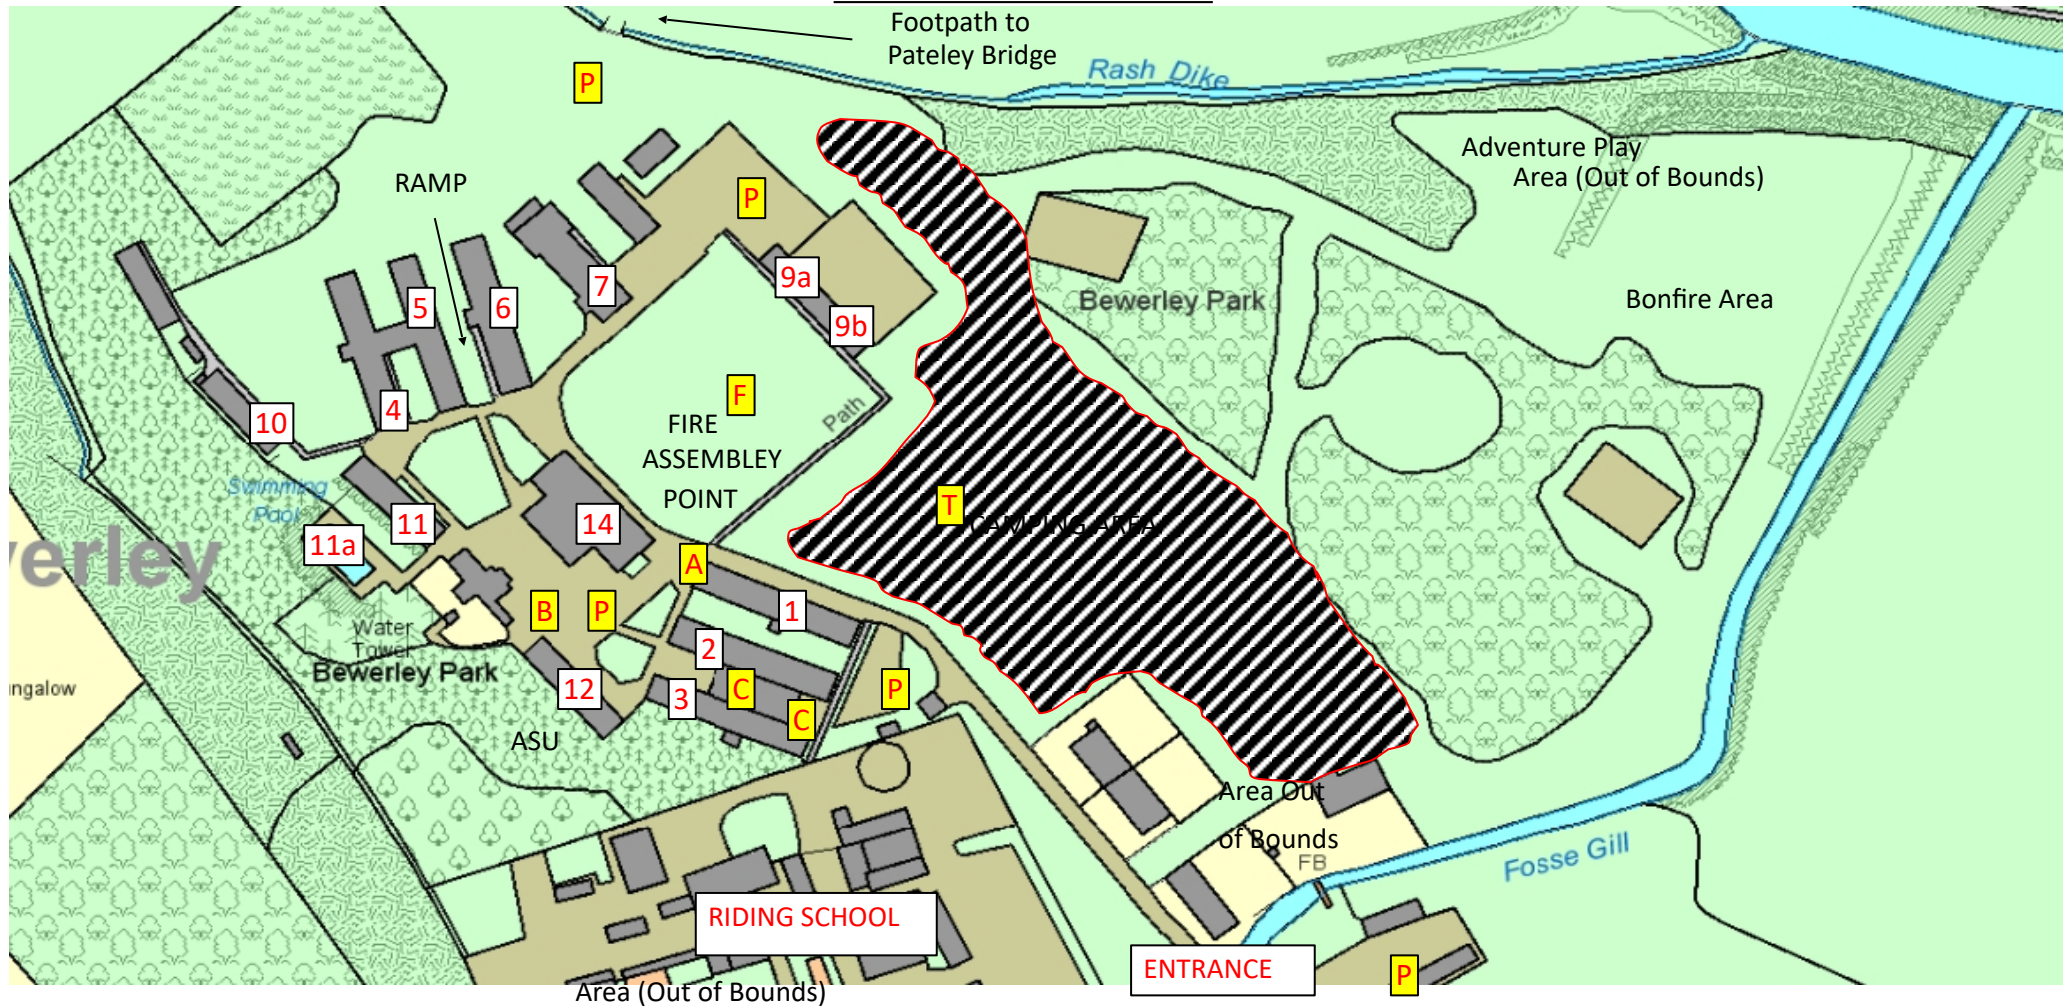 Footpath to
Pateley Bridge
Rash Dike
P
Adventure Play
Area (Out of Bounds)
RAMP
P
9a
7
5
6
Bewerley Park
Bonfire Area
9b
F
4
10
Path
FIRE
ASSEMBLEY
POINT
Swimming
Pool
T
CAMPING AREA
11
14
11a
verley
A
B
P
1
Water
Tower
2
Bewerley Park
12
3
C
P
ngalow
C
ASU
Area Out
of Bounds
FB
Fosse Gill
RIDING SCHOOL
ENTRANCE
P
Area (Out of Bounds)